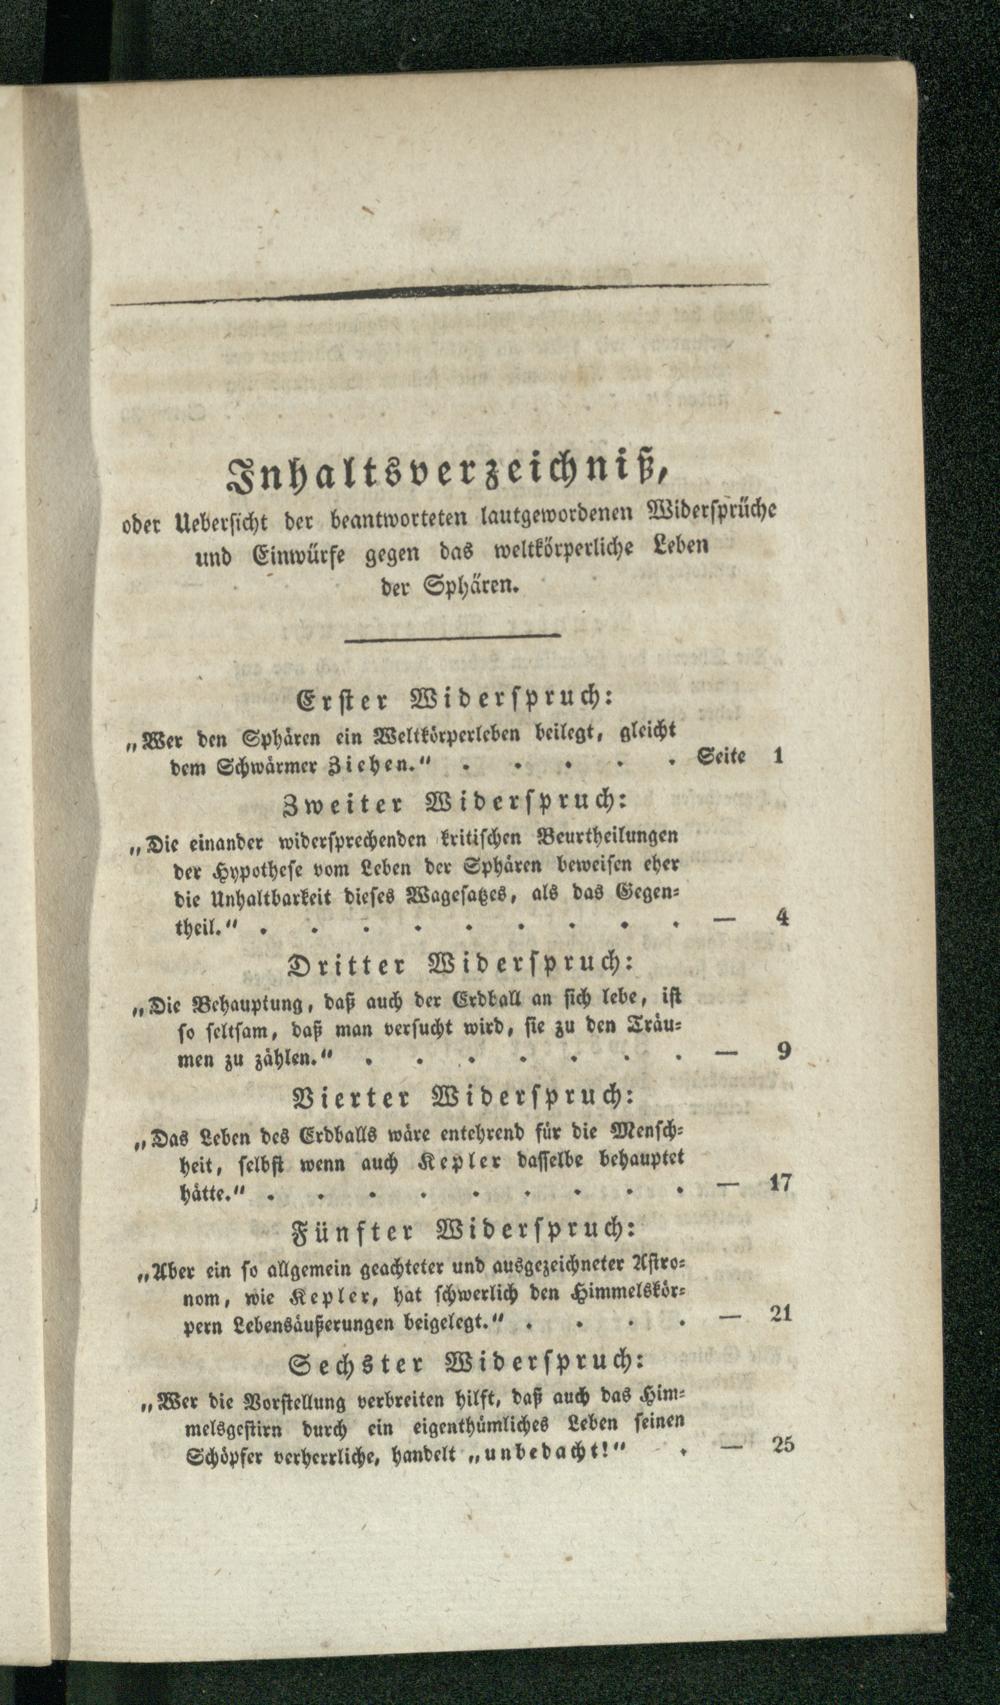 Inhaltsverzeichniß,
oder Uebersicht der beantworteten lautgewordenen Widersprüche
und Einwürfe gegen das weltkörperliche Leben
der Sphären.
Erster Widerspruch:
„Wer den Sphären ein Weltkörperleben beilegt, gleicht
dem Schwärmer Ziehen.“ . . . . . Seite 1
Zweiter Widerspruch:
„Die einander widersprechenden kritischen Beurtheilungen
der Hypothese vom Leben der Sphären beweisen eher
die Unhaltbarkeit dieses Wagesatzes, als das Gegen-
theil.“ . . . . . . . . . — 4
Dritter Widerspruch:
„Die Behauptung, daß auch der Erdball an sich lebe, ist
so seltsam, daß man versucht wird, sie zu den Träu-
men zu zählen.“ . . . . . . . — 9
Vierter Widerspruch:
„Das Leben des Erdballs wäre entehrend für die Mensch-
heit, selbst wenn auch Kepler dasselbe behauptet
hätte.“ . . . . . . . . . — 17
Fünfter Widerspruch:
„Aber ein so allgemein geachteter und ausgezeichneter Astro-
nom, wie Kepler, hat schwerlich den Himmelskör-
pern Lebensäußerungen beigelegt.“ . . . . — 21
Sechster Widerspruch:
„Wer die Vorstellung verbreiten hilft, daß auch das Him-
melsgestirn durch ein eigenthümliches Leben seinen
Schöpfer verherrliche, handelt „unbedacht!“ . — 25